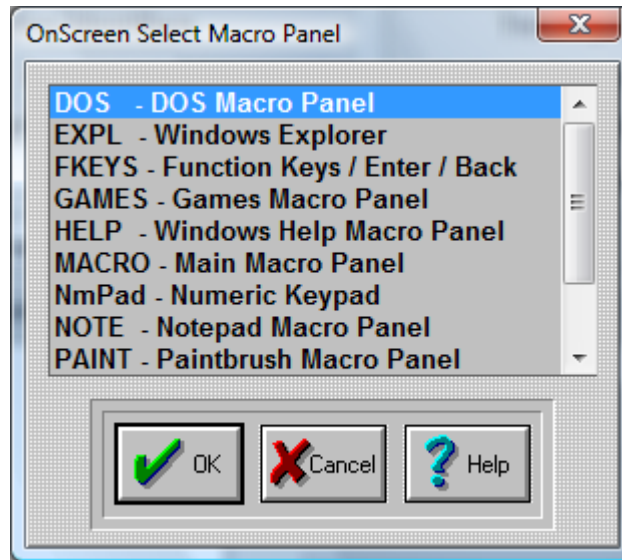 OnScreen Select Macro Panel
DOS - DOS Macro Panel
EXPL - Windows Explorer
FKEYS - Function Keys / Enter / Back
GAMES - Games Macro Panel
HELP - Windows Help Macro Panel
MACRO - Main Macro Panel
NmPad - Numeric Keypad
NOTE - Notepad Macro Panel
PAINT - Paintbrush Macro Panel
OK Cancel Help